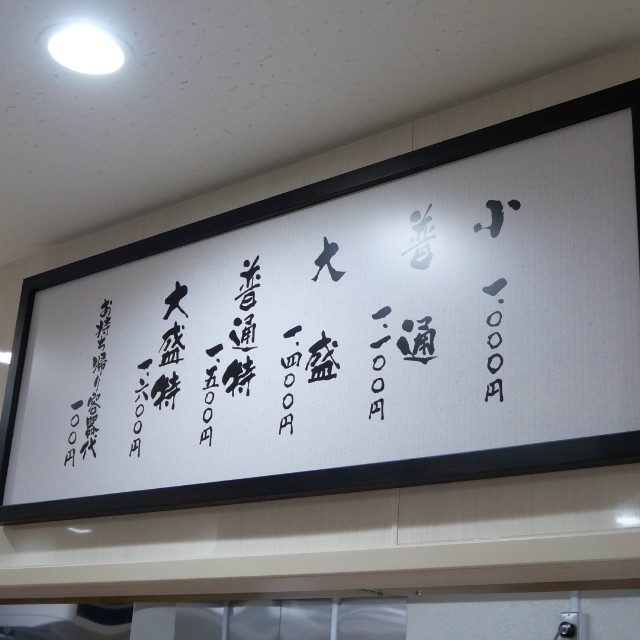 小 一、〇〇〇円
普通 一、二〇〇円
大盛 一、四〇〇円
普通特 一、五〇〇円
大盛特 一、六〇〇円
お持ち帰り容器代 一〇〇円